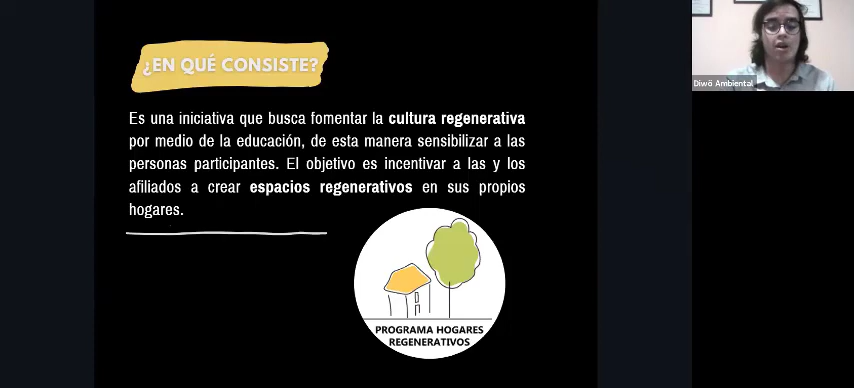 ¿EN QUÉ CONSISTE?
Es una iniciativa que busca fomentar la cultura regenerativa
por medio de la educación, de esta manera sensibilizar a las
personas participantes. El objetivo es incentivar a las y los
afiliados a crear espacios regenerativos en sus propios
hogares.
PROGRAMA HOGARES
REGENERATIVOS
Diwö Ambiental